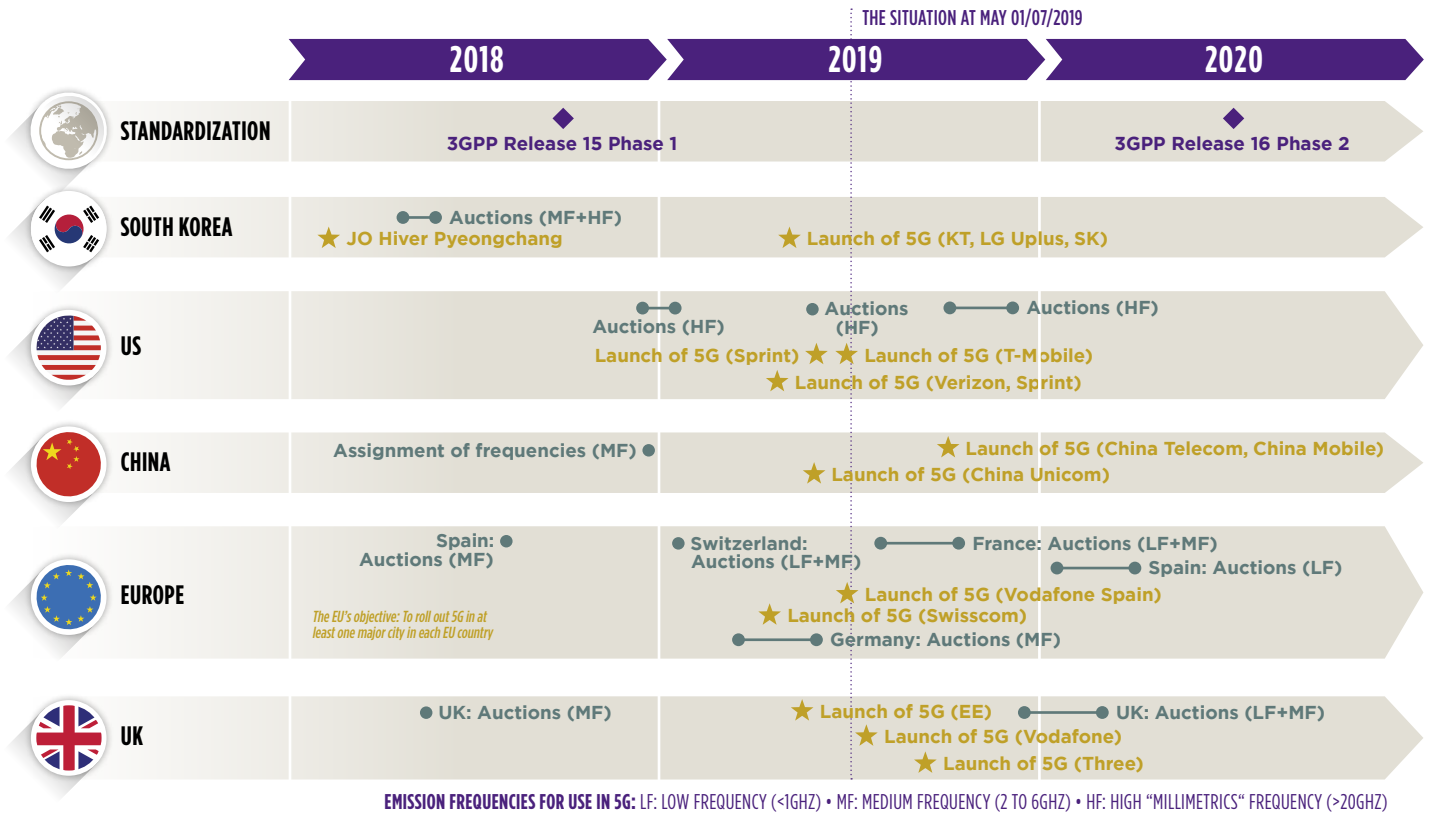 THE SITUATION AT MAY 01/07/2019
2018
2019
2020
STANDARDIZATION
3GPP Release 15 Phase 1
3GPP Release 16 Phase 2
SOUTH KOREA
Auctions (MF+HF)
JO Hiver Pyeongchang
Launch of 5G (KT, LG Uplus, SK)
US
Auctions (HF)
Auctions
(HF)
Auctions (HF)
Launch of 5G (Sprint)
Launch of 5G (T-Mobile)
Launch of 5G (Verizon, Sprint)
CHINA
Assignment of frequencies (MF)
Launch of 5G (China Telecom, China Mobile)
Launch of 5G (China Unicom)
EUROPE
Spain:
Auctions (MF)
Switzerland:
Auctions (LF+MF)
France: Auctions (LF+MF)
Spain: Auctions (LF)
Launch of 5G (Vodafone Spain)
Launch of 5G (Swisscom)
Germany: Auctions (MF)
The EU's objective: To roll out 5G in at
least one major city in each EU country
UK
UK: Auctions (MF)
Launch of 5G (EE)
UK: Auctions (LF+MF)
Launch of 5G (Vodafone)
Launch of 5G (Three)
EMISSION FREQUENCIES FOR USE IN 5G: LF: LOW FREQUENCY (<1GHZ) • MF: MEDIUM FREQUENCY (2 TO 6GHZ) • HF: HIGH “MILLIMETRICS“ FREQUENCY (>20GHZ)